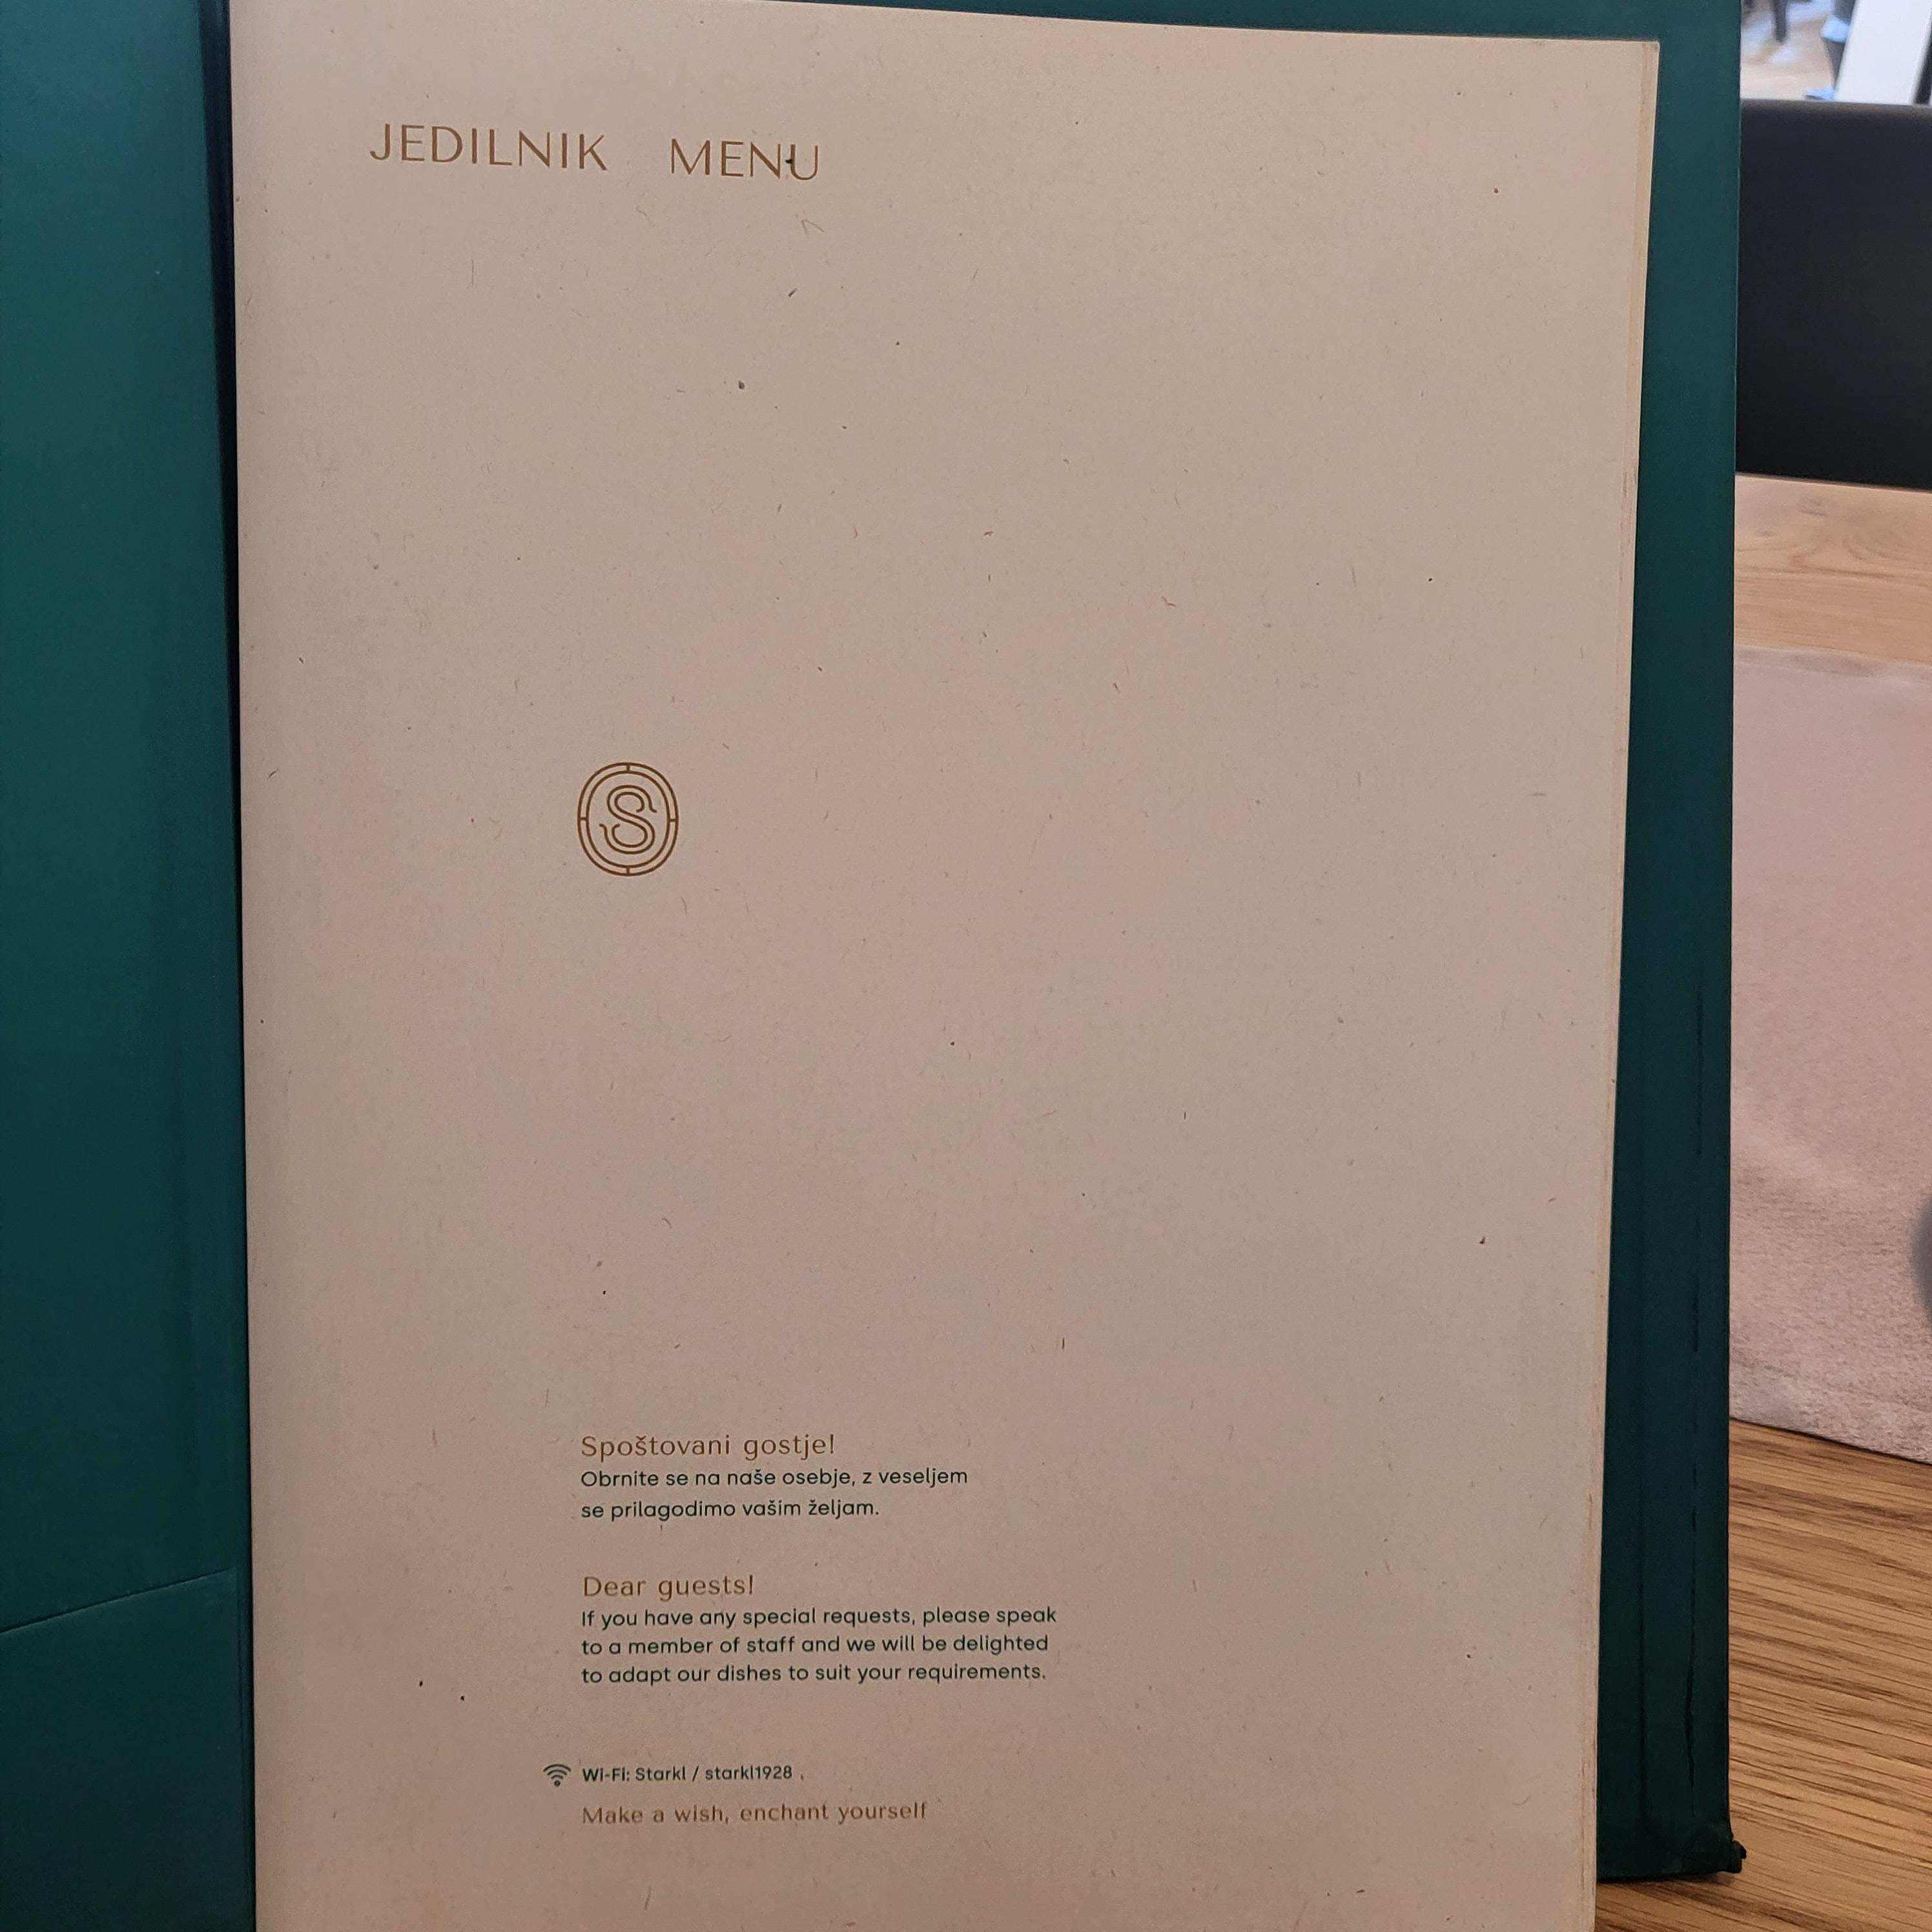 JEDILNIK MENU
S
Spoštovani gostje!
Obrnite se na naše osebje, z veseljem
se prilagodimo vašim željam.
Dear guests!
If you have any special requests, please speak
to a member of staff and we will be delighted
to adapt our dishes to suit your requirements.
Wi-Fi: Starkl / starkl1928
Make a wish, enchant yourself